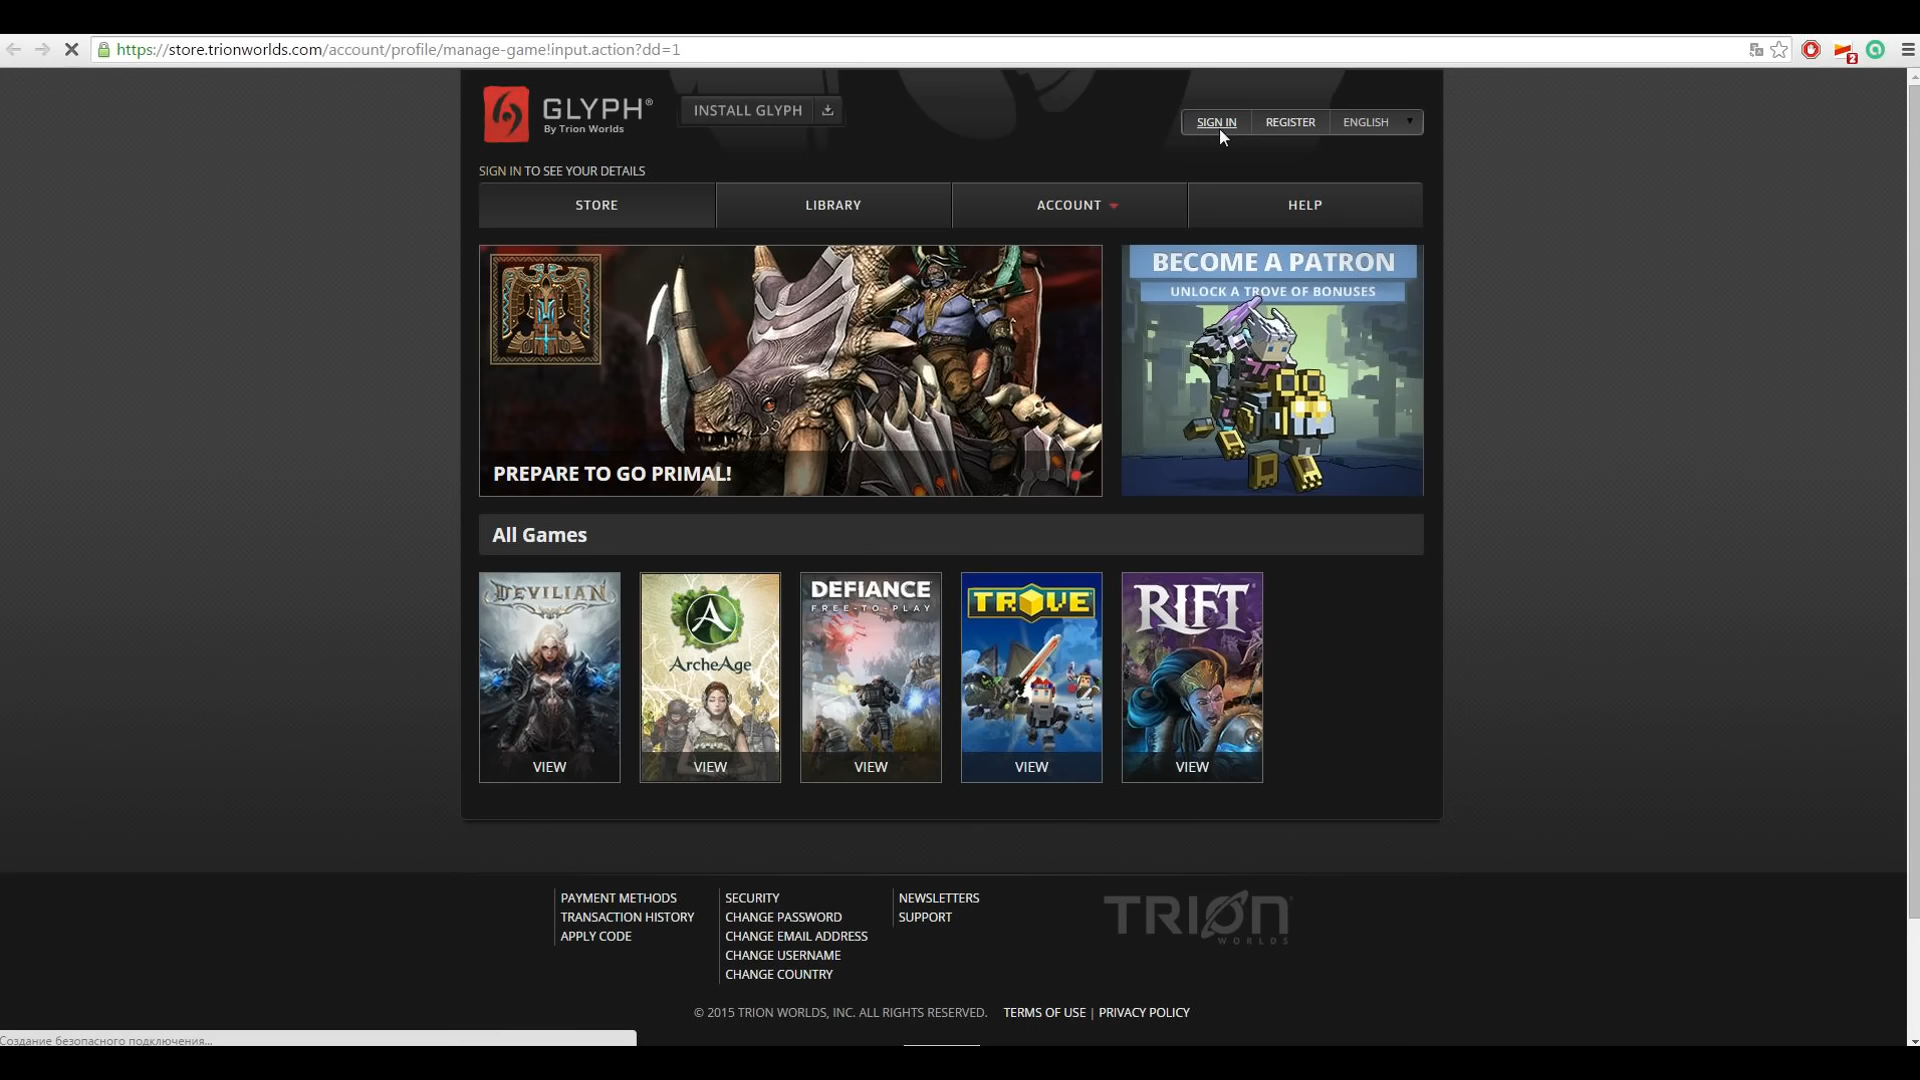 https://store.trionworlds.com/account/profile/manage-game!input.action?dd=1
2
GLYPH®
By Trion Worlds
INSTALL GLYPH
SIGN IN
REGISTER
ENGLISH
SIGN IN TO SEE YOUR DETAILS
STORE
LIBRARY
ACCOUNT
HELP
PREPARE TO GO PRIMAL!
BECOME A PATRON
UNLOCK A TROVE OF BONUSES
All Games
DEVILIAN
VIEW
A
ArcheAge
VIEW
DEFIANCE
FREE-TO-PLAY
VIEW
TROVE
VIEW
RIFT
VIEW
PAYMENT METHODS
TRANSACTION HISTORY
APPLY CODE
SECURITY
CHANGE PASSWORD
CHANGE EMAIL ADDRESS
CHANGE USERNAME
CHANGE COUNTRY
NEWSLETTERS
SUPPORT
TRION
WORLDS
© 2015 TRION WORLDS, INC. ALL RIGHTS RESERVED.
TERMS OF USE | PRIVACY POLICY
Создание безопасного подключения...